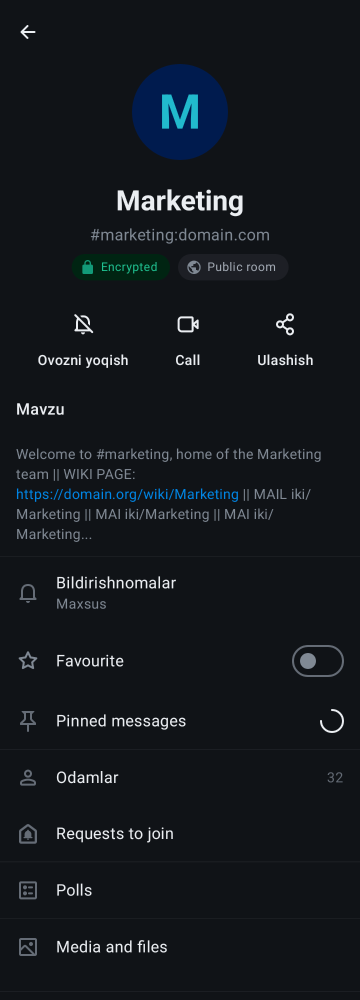 M
Marketing
#marketing:domain.com
Encrypted Public room
Ovozni yoqish Call Ulashish
Mavzu
Welcome to #marketing, home of the Marketing
team || WIKI PAGE:
https://domain.org/wiki/Marketing || MAIL iki/
Marketing || MAI iki/Marketing || MAI iki/
Marketing...
Bildirishnomalar
Maxsus
Favourite
Pinned messages
Odamlar 32
Requests to join
Polls
Media and files